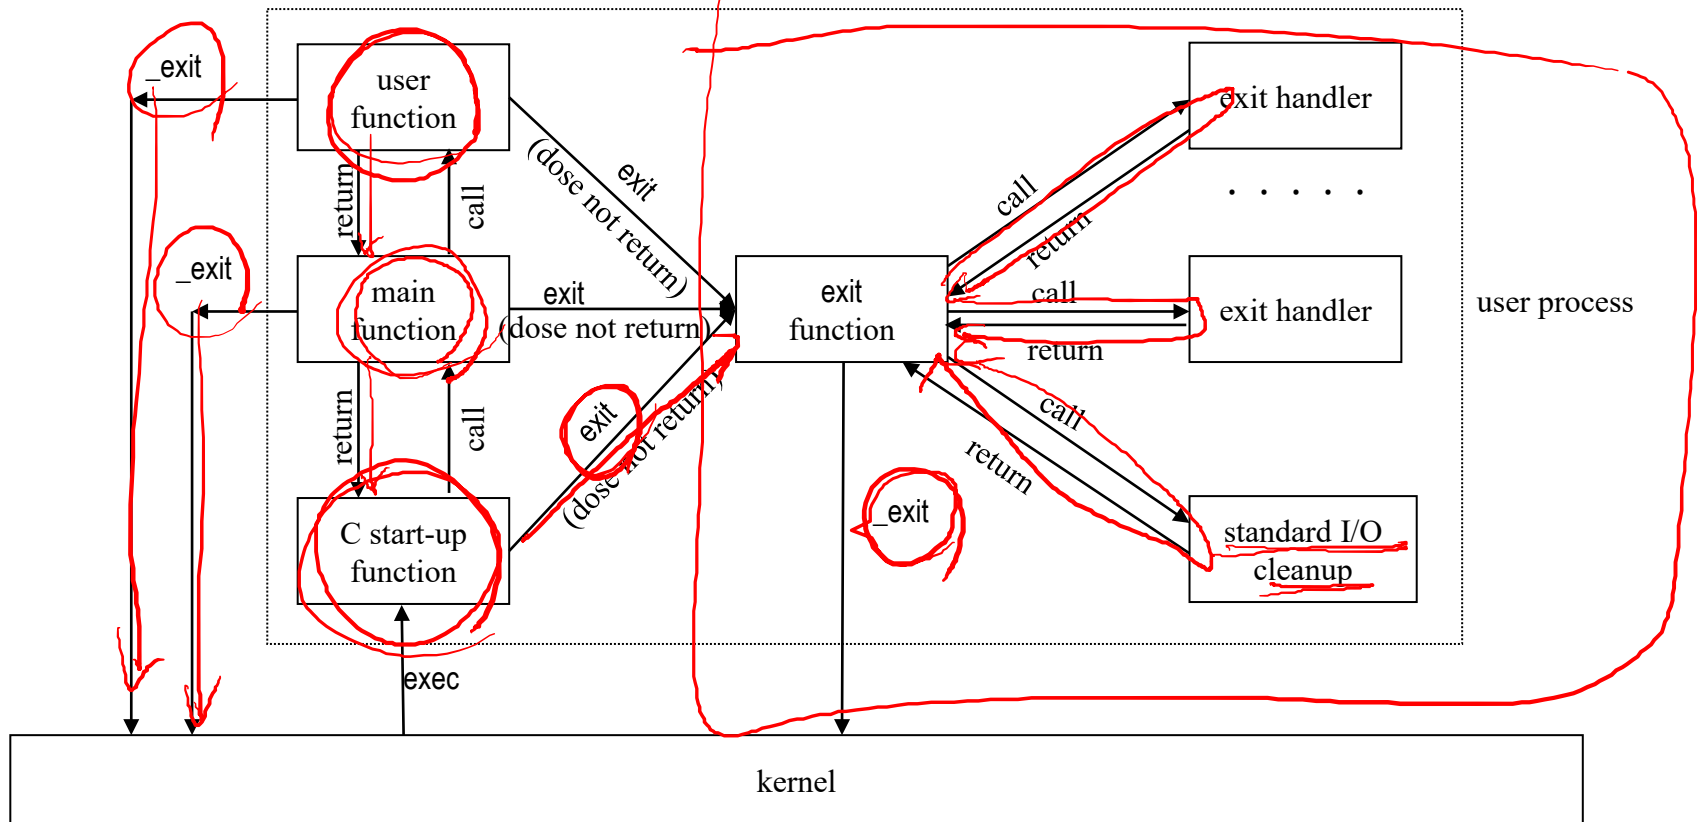 _exit
user
function
exit handler
exit
(dose not return)
return
call
call
return
. . . . .
_exit
main
function
exit
(dose not return)
exit
function
call
return
exit handler
user process
return
call
exit
(dose not return)
call
return
C start-up
function
_exit
standard I/O
cleanup
exec
kernel